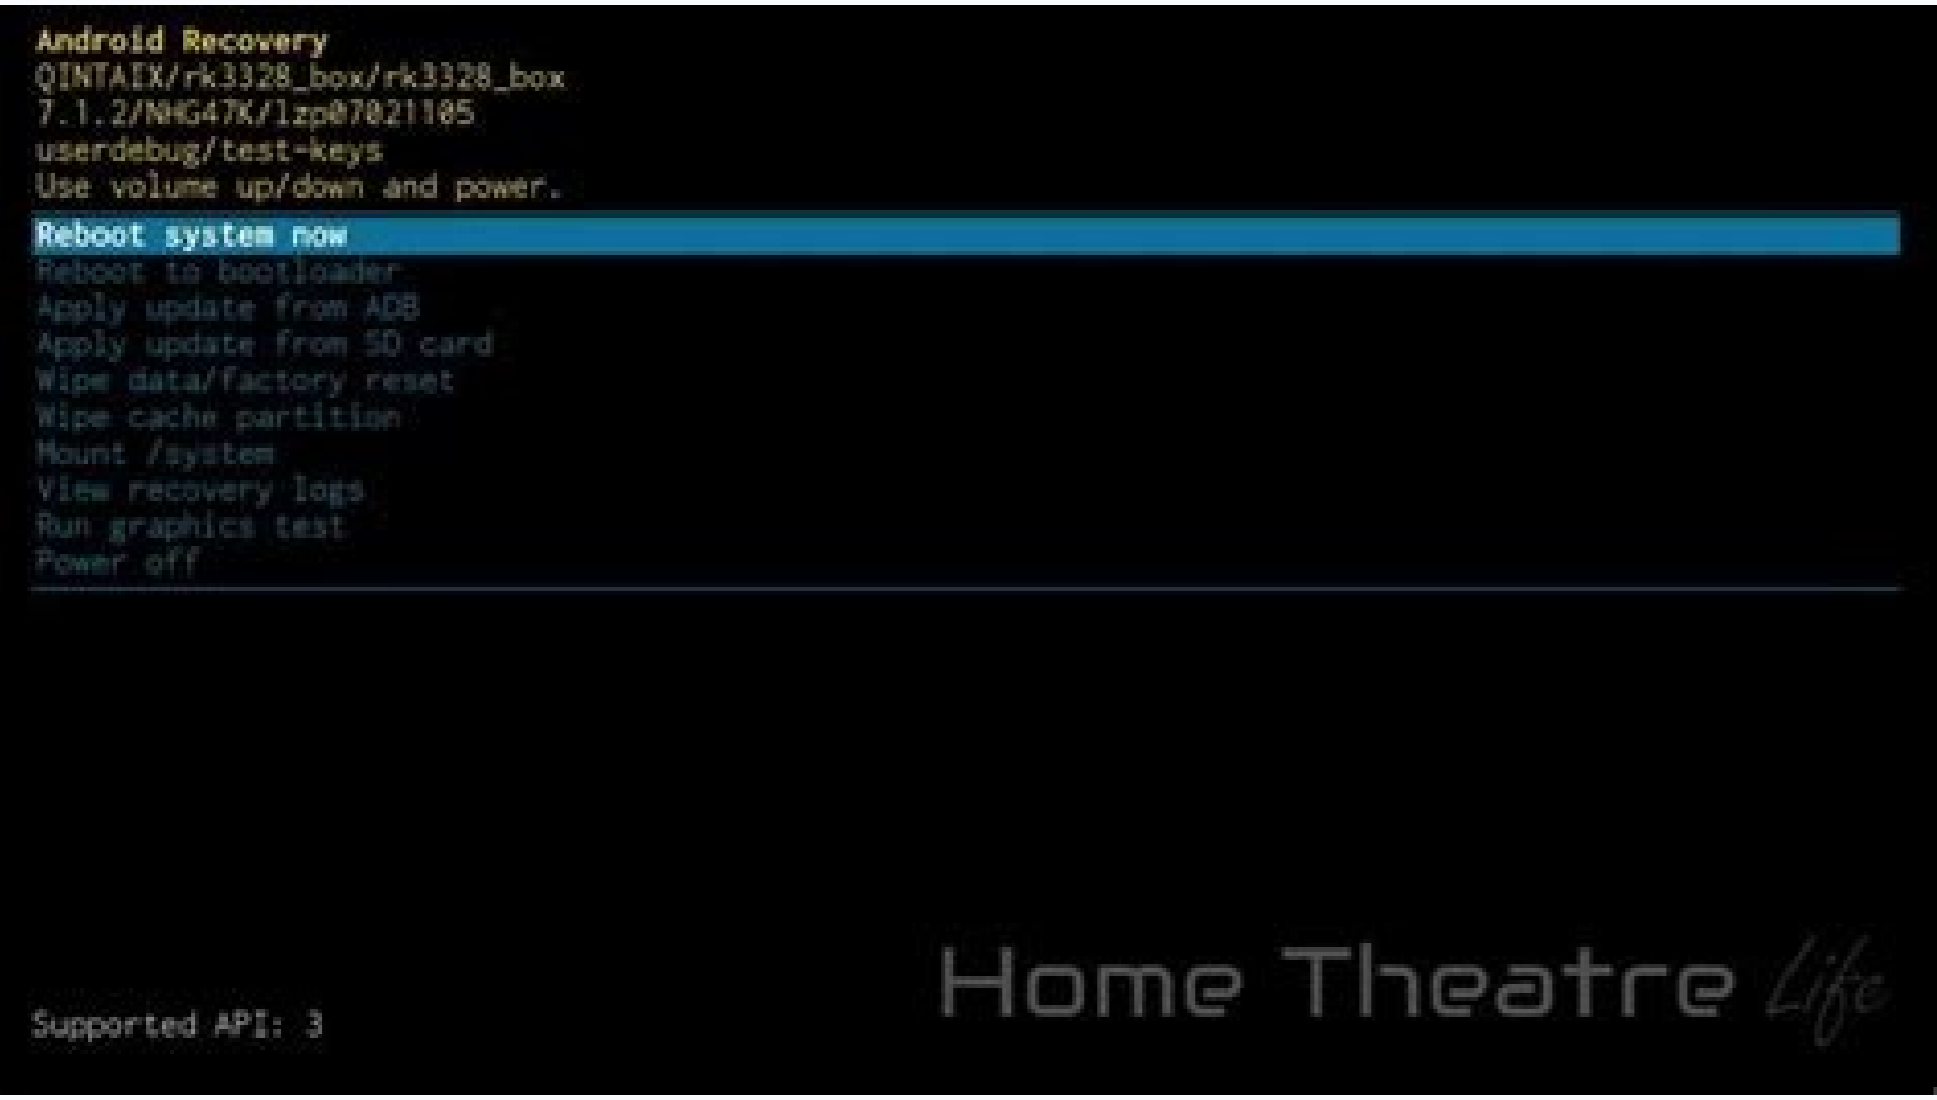 Android Recovery
QINTAIX/rk3328_box/rk3328_box
7.1.2/NHG47K/lzp07021105
userdebug/test-keys
Use volume up/down and power.
Reboot system now
Reboot to bootloader
Apply update from ADB
Apply update from SD card
Wipe data/factory reset
Wipe cache partition
Mount /system
View recovery logs
Run graphics test
Power off
Home Theatre Life
Supported API: 3